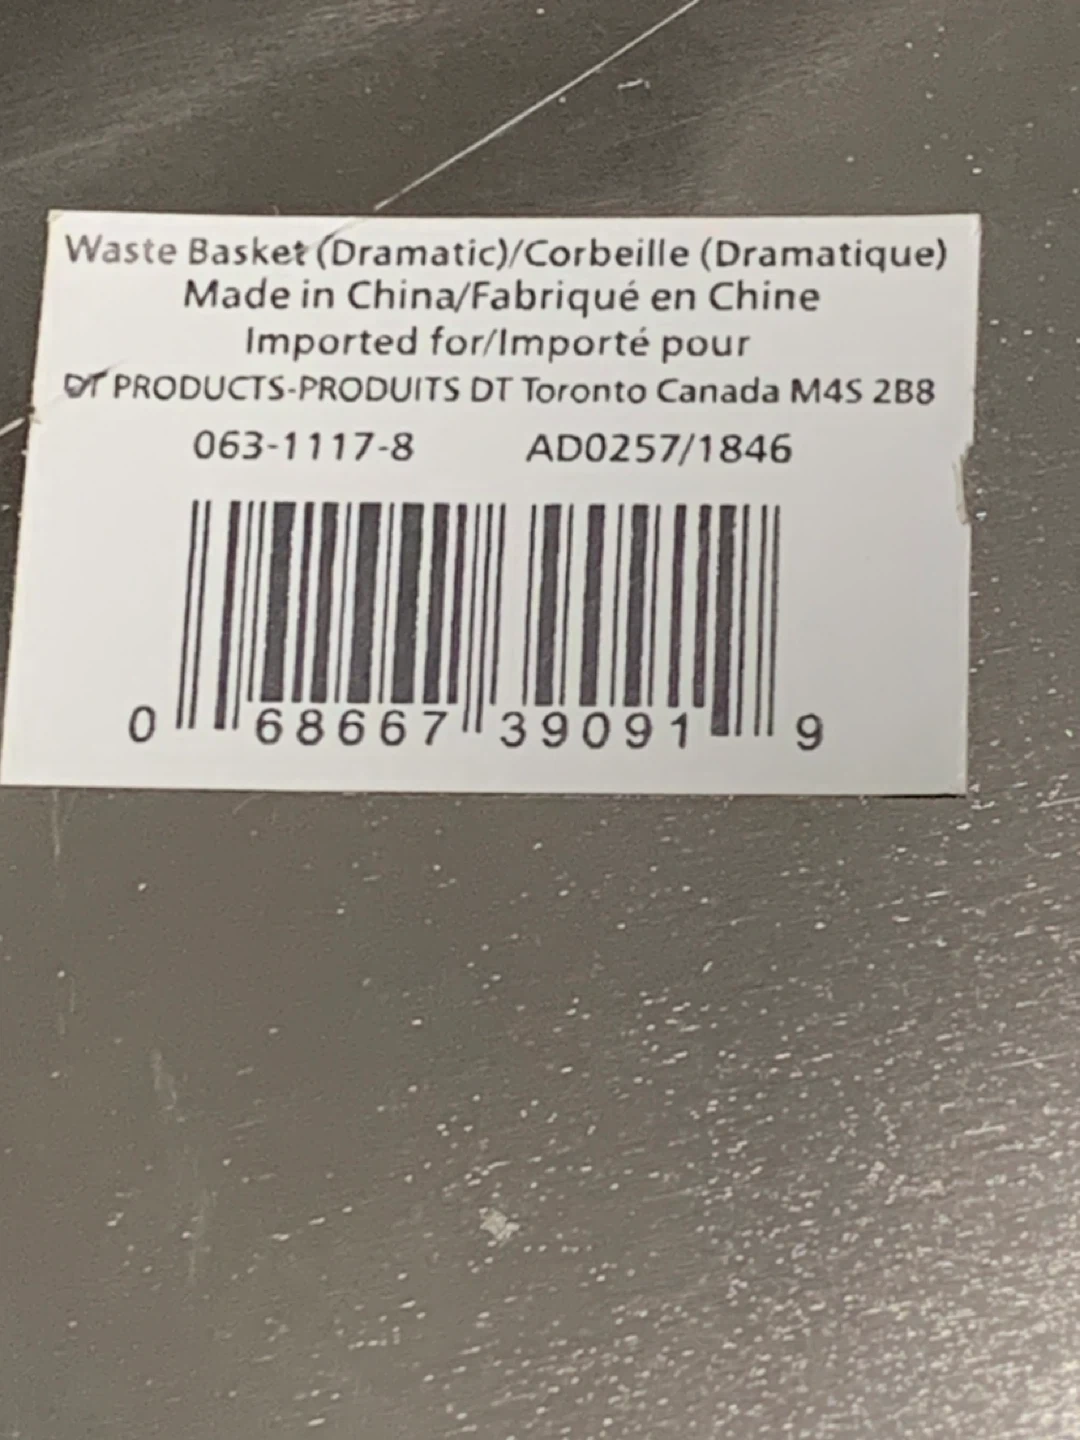 Waste Basket (Dramatic)/Corbeille (Dramatique)
Made in China/Fabriqué en Chine
Imported for/Importé pour
DT PRODUCTS-PRODUITS DT Toronto Canada M4S 2B8
063-1117-8 AD0257/1846
0 68667 39091 9